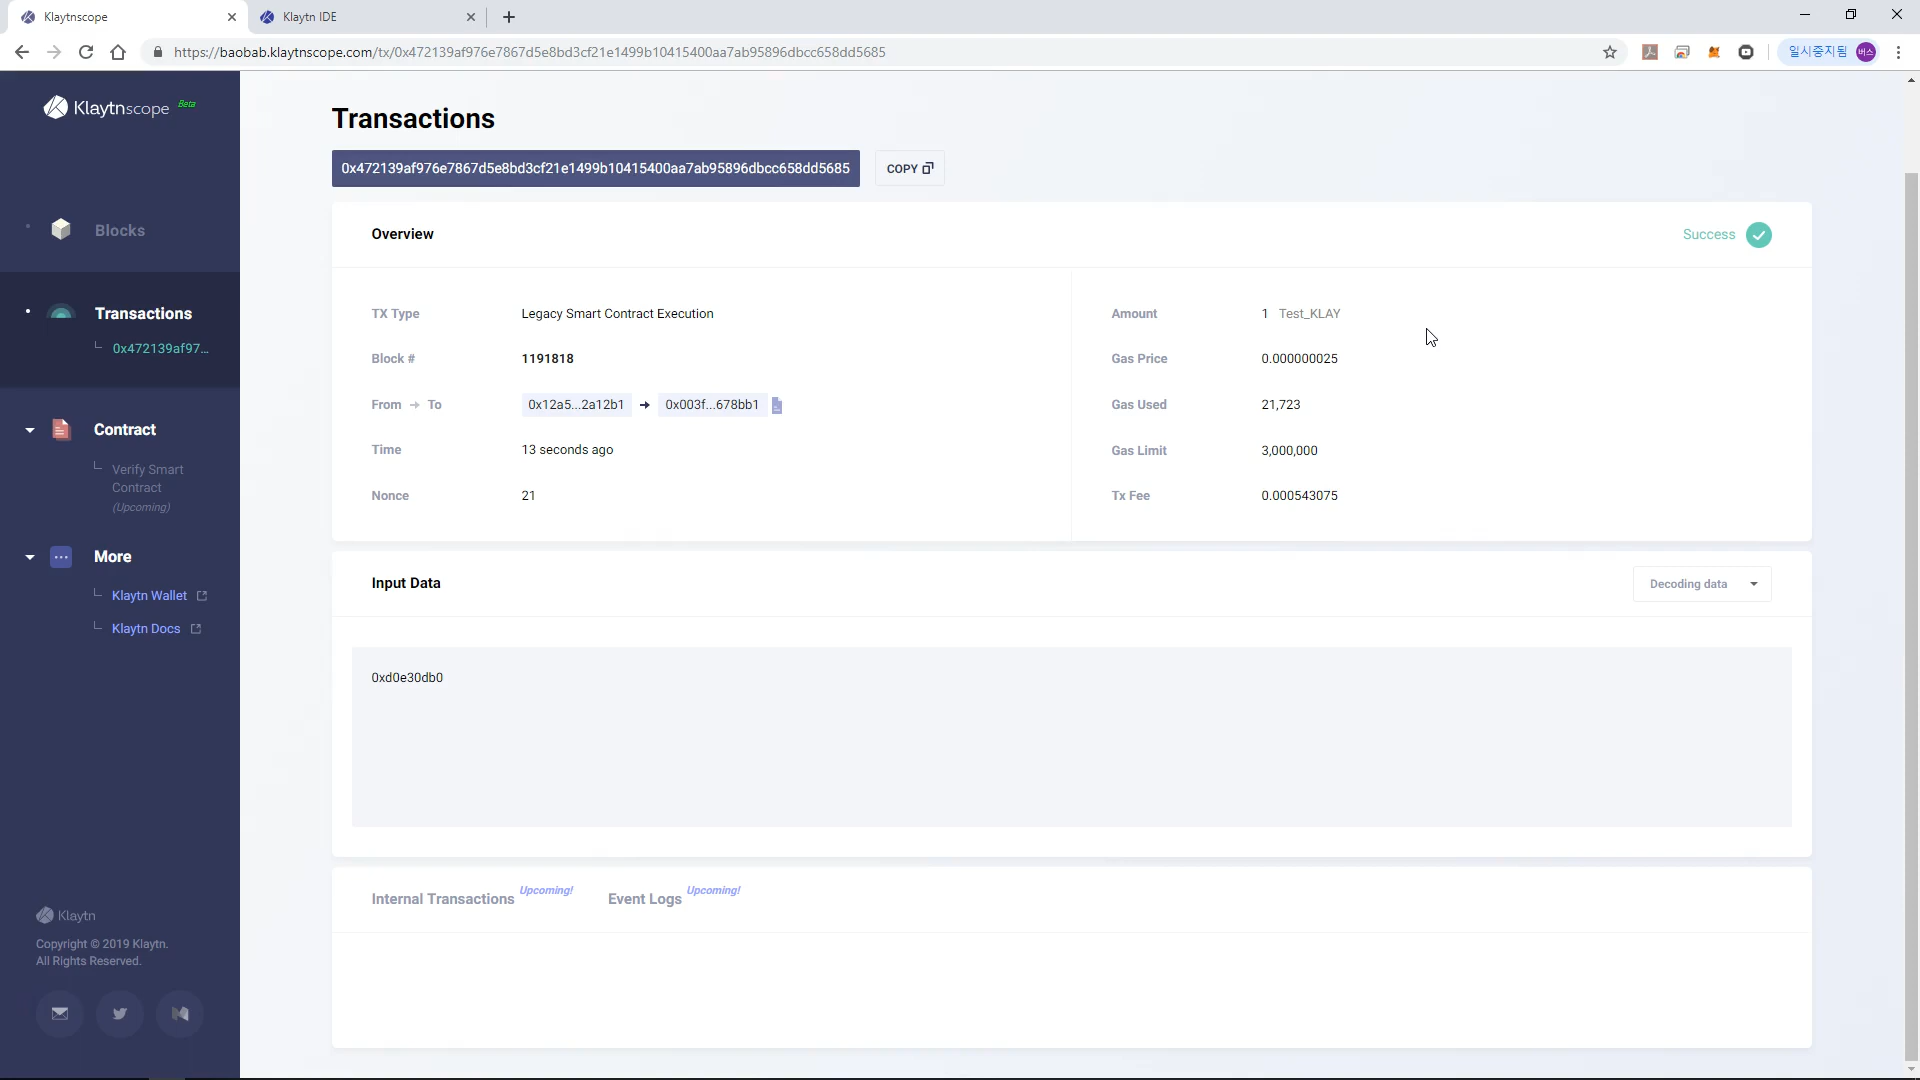 Klaytnscope
Klaytn IDE
https://baobab.klaytnscope.com/tx/0x472139af976e7867d5e8bd3cf21e1499b10415400aa7ab95896dbcc658dd5685
일시중지됨
버스
Klaytnscope Beta
Blocks
Transactions
0x472139af97...
Contract
Verify Smart
Contract
(Upcoming)
More
Klaytn Wallet
Klaytn Docs
Klaytn
Copyright © 2019 Klaytn.
All Rights Reserved.
Transactions
0x472139af976e7867d5e8bd3cf21e1499b10415400aa7ab95896dbcc658dd5685
COPY
Overview
Success
TX Type Legacy Smart Contract Execution
Block # 1191818
From → To 0x12a5...2a12b1 → 0x003f...678bb1
Time 13 seconds ago
Nonce 21
Amount 1 Test_KLAY
Gas Price 0.000000025
Gas Used 21,723
Gas Limit 3,000,000
Tx Fee 0.000543075
Input Data
Decoding data
0xd0e30db0
Internal Transactions Upcoming!
Event Logs Upcoming!